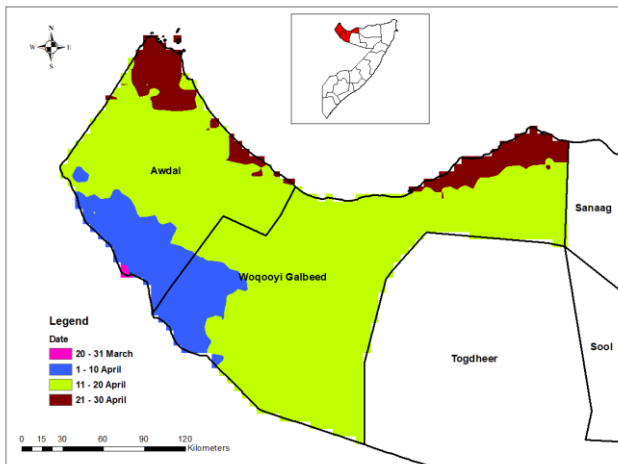 N
W E
S
Awdal
Sanaag
Woqooyi Galbeed
Togdheer
Sool
Legend
Date
20 - 31 March
1 - 10 April
11 - 20 April
21 - 30 April
0 15 30 60 90 120
Kilometers